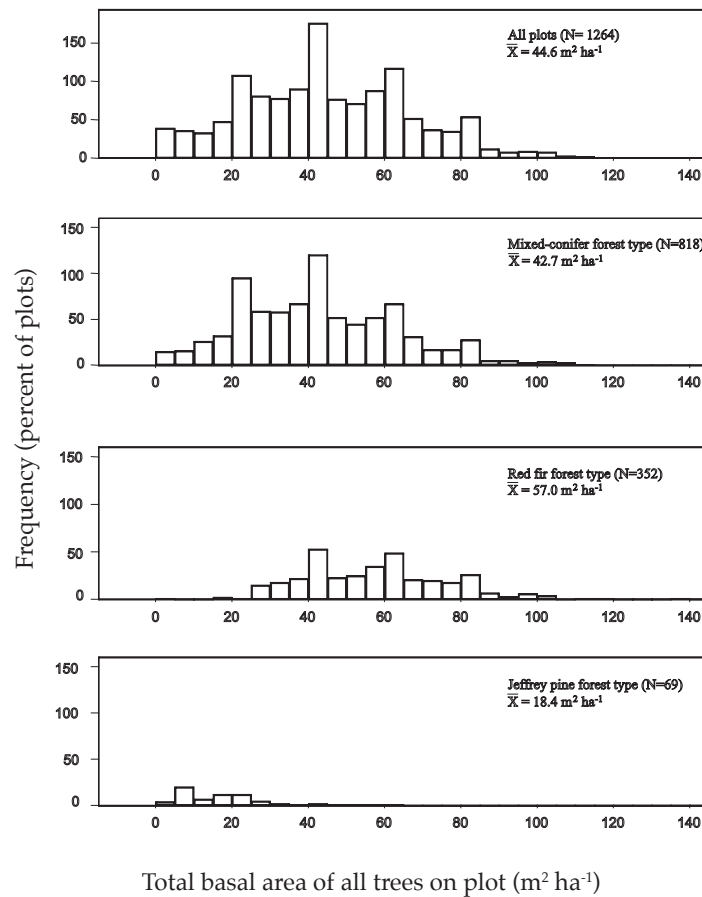 Frequency (percent of plots)
All plots (N= 1264)
X̅ = 44.6 m² ha⁻¹
150
100
50
0
0 20 40 60 80 100 120 140
Mixed-conifer forest type (N=818)
X̅ = 42.7 m² ha⁻¹
150
100
50
0
0 20 40 60 80 100 120 140
Red fir forest type (N=352)
X̅ = 57.0 m² ha⁻¹
150
100
50
0
0 20 40 60 80 100 120 140
Jeffrey pine forest type (N=69)
X̅ = 18.4 m² ha⁻¹
150
100
50
0
0 20 40 60 80 100 120 140
Total basal area of all trees on plot (m² ha⁻¹)